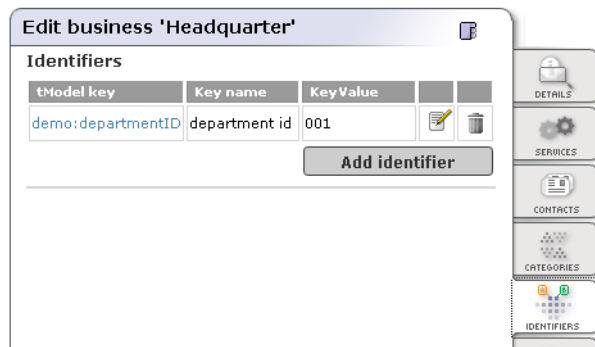 Edit business 'Headquarter'
Identifiers
tModel key Key name KeyValue
demo:departmentID department id 001
Add identifier
DETAILS
SERVICES
CONTACTS
CATEGORIES
A B
IDENTIFIERS